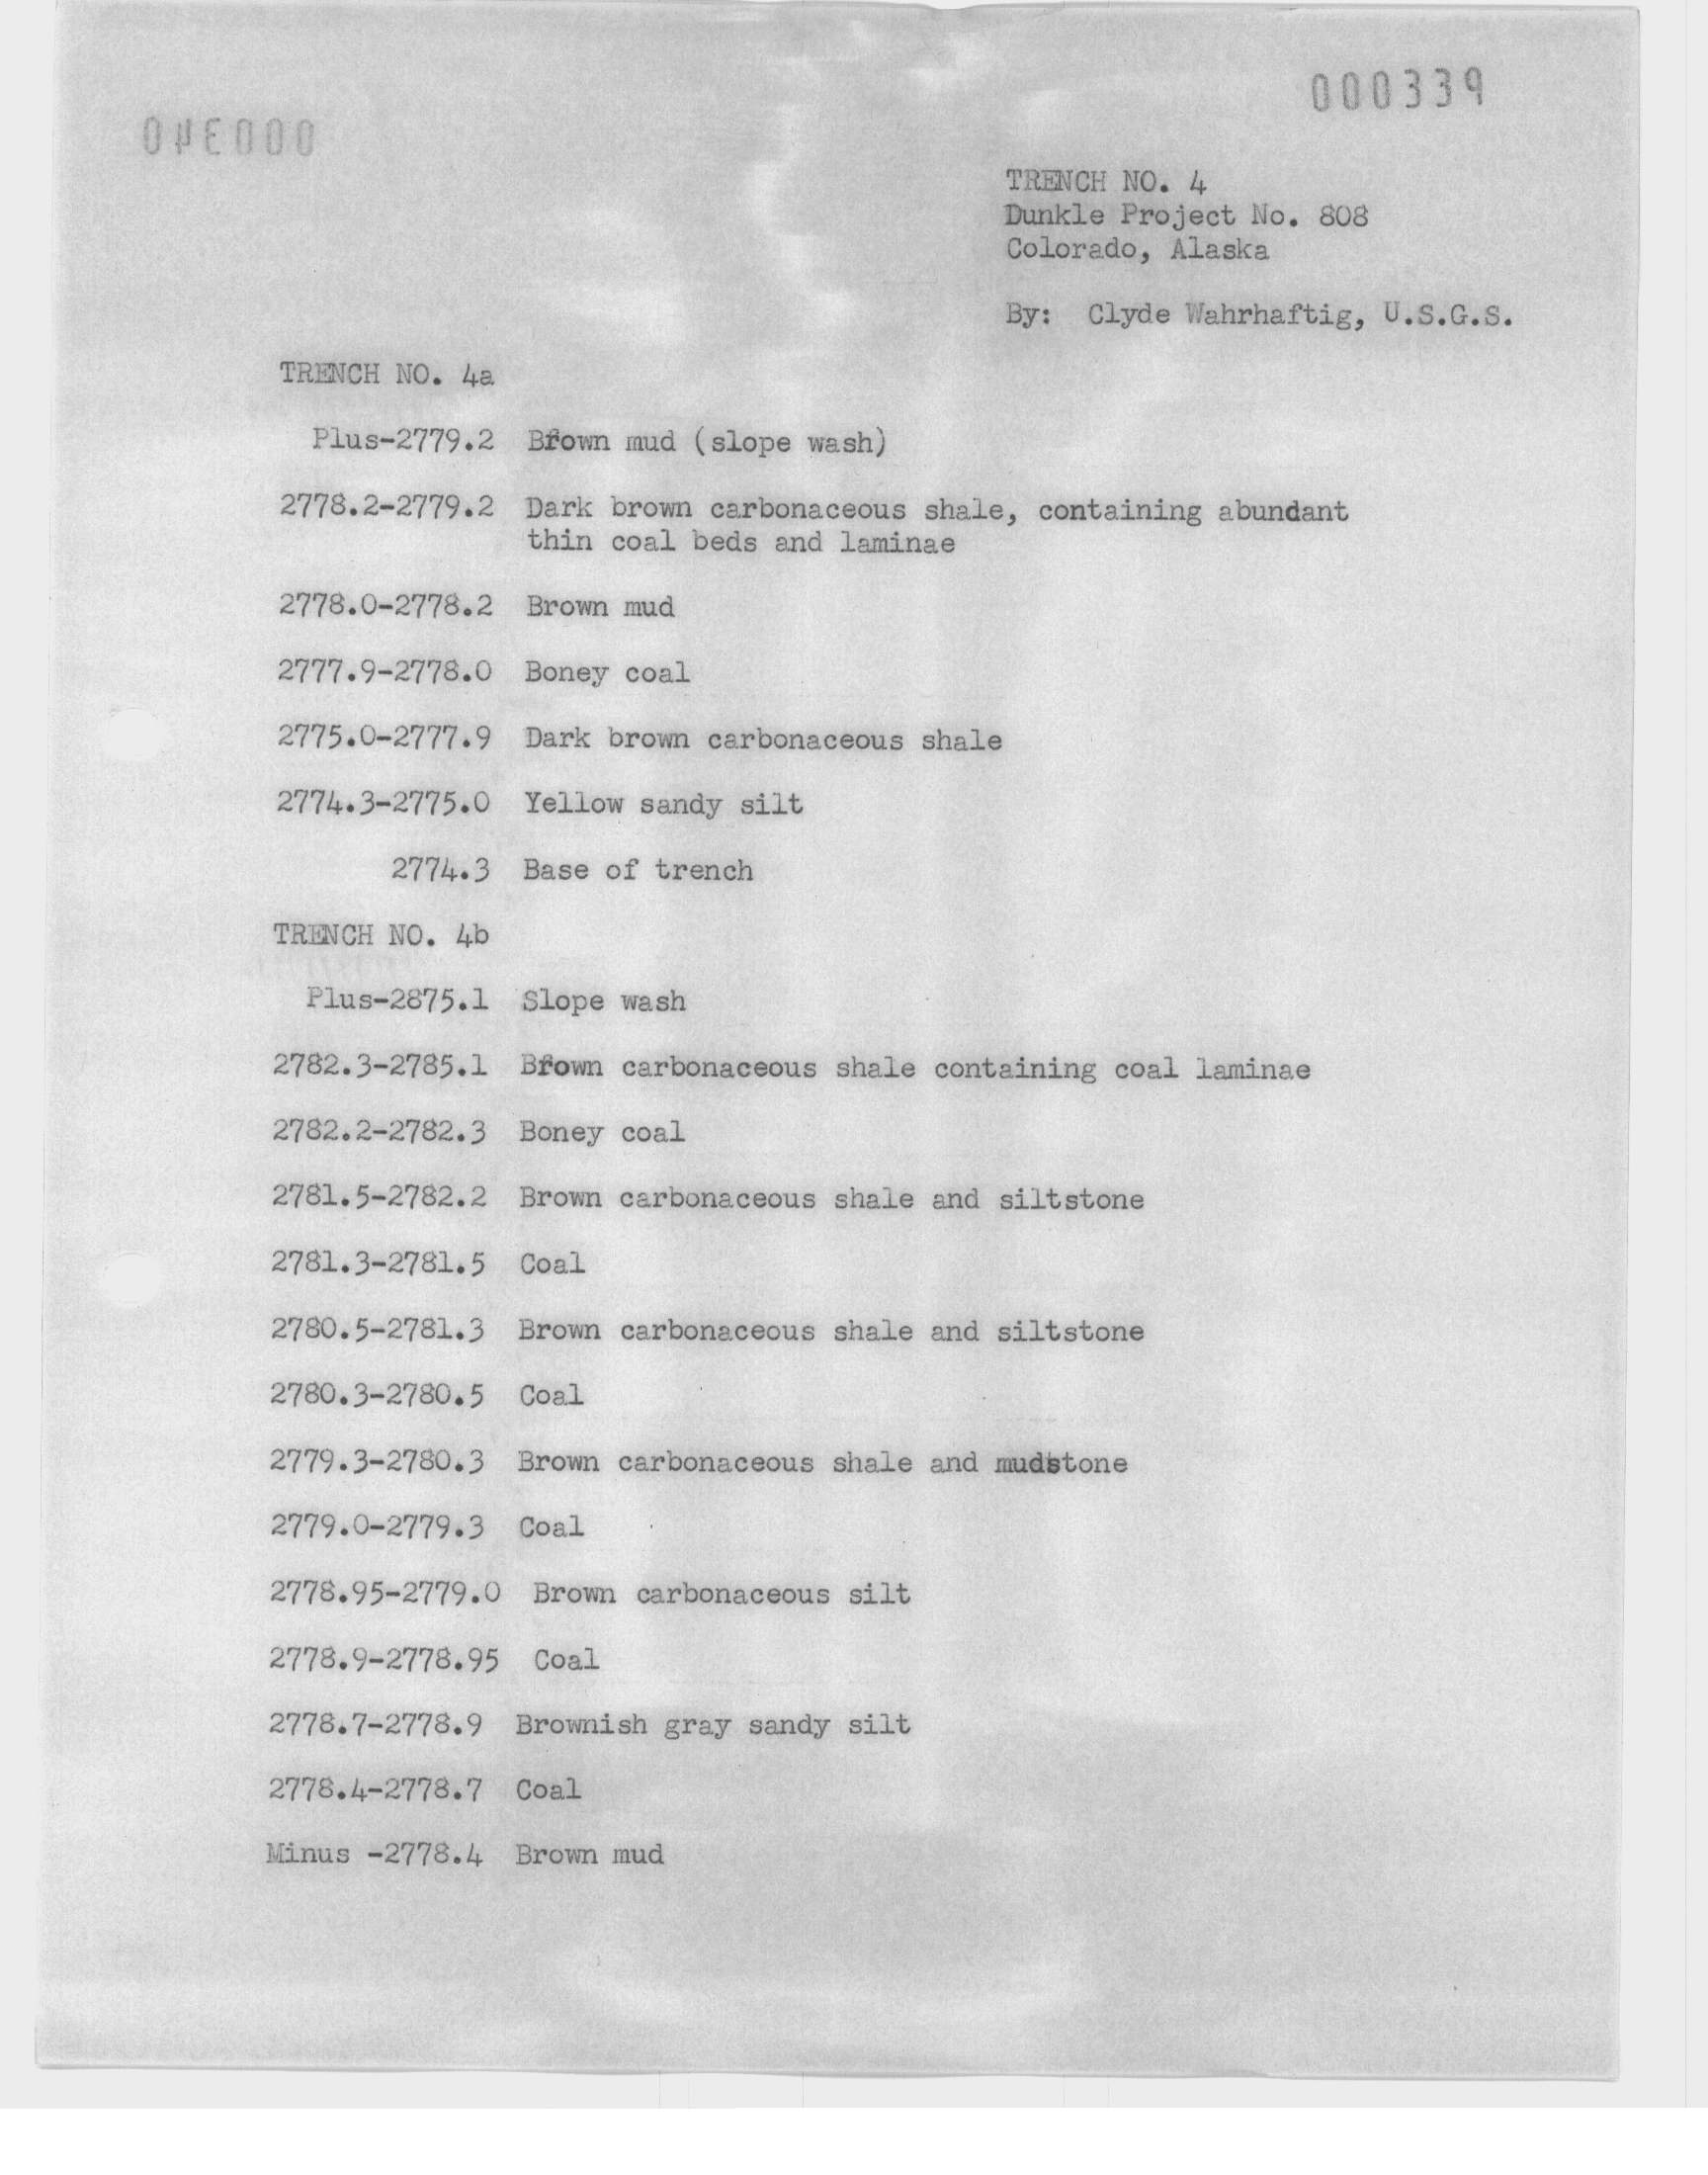 000339
000340
TRENCH NO. 4
Dunkle Project No. 808
Colorado, Alaska
By: Clyde Wahrhaftig, U.S.G.S.
TRENCH NO. 4a
Plus-2779.2 Brown mud (slope wash)
2778.2-2779.2 Dark brown carbonaceous shale, containing abundant
thin coal beds and laminae
2778.0-2778.2 Brown mud
2777.9-2778.0 Boney coal
2775.0-2777.9 Dark brown carbonaceous shale
2774.3-2775.0 Yellow sandy silt
2774.3 Base of trench
TRENCH NO. 4b
Plus-2875.1 Slope wash
2782.3-2785.1 Brown carbonaceous shale containing coal laminae
2782.2-2782.3 Boney coal
2781.5-2782.2 Brown carbonaceous shale and siltstone
2781.3-2781.5 Coal
2780.5-2781.3 Brown carbonaceous shale and siltstone
2780.3-2780.5 Coal
2779.3-2780.3 Brown carbonaceous shale and mudstone
2779.0-2779.3 Coal
2778.95-2779.0 Brown carbonaceous silt
2778.9-2778.95 Coal
2778.7-2778.9 Brownish gray sandy silt
2778.4-2778.7 Coal
Minus -2778.4 Brown mud